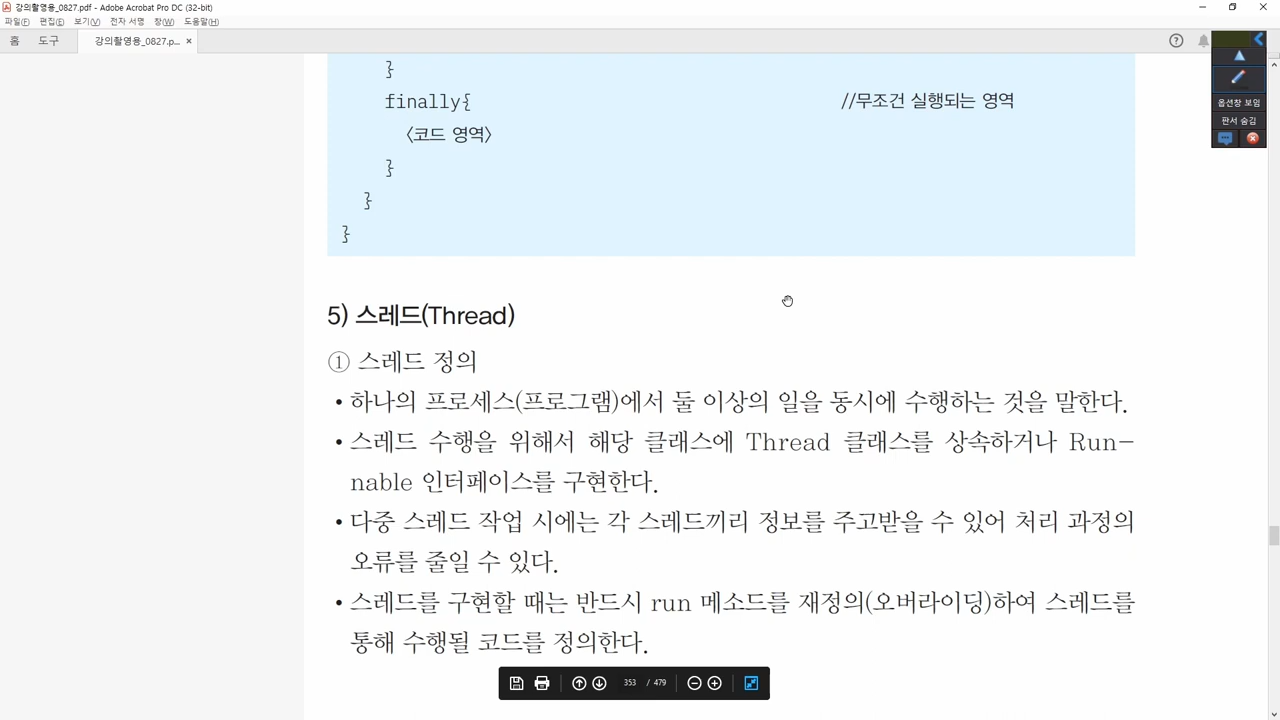 강의촬영용_0827.pdf - Adobe Acrobat Pro DC (32-bit)
파일(F) 편집(E) 보기(V) 전자 서명 창(W) 도움말(H)
홈 도구 강의촬영용_0827.p... ×
옵션창 보임
판서 숨김
}
finally{ //무조건 실행되는 영역
〈코드 영역〉
}
}
}
5) 스레드(Thread)
① 스레드 정의
• 하나의 프로세스(프로그램)에서 둘 이상의 일을 동시에 수행하는 것을 말한다.
• 스레드 수행을 위해서 해당 클래스에 Thread 클래스를 상속하거나 Run-
nable 인터페이스를 구현한다.
• 다중 스레드 작업 시에는 각 스레드끼리 정보를 주고받을 수 있어 처리 과정의
오류를 줄일 수 있다.
• 스레드를 구현할 때는 반드시 run 메소드를 재정의(오버라이딩)하여 스레드를
통해 수행될 코드를 정의한다.
353 / 479